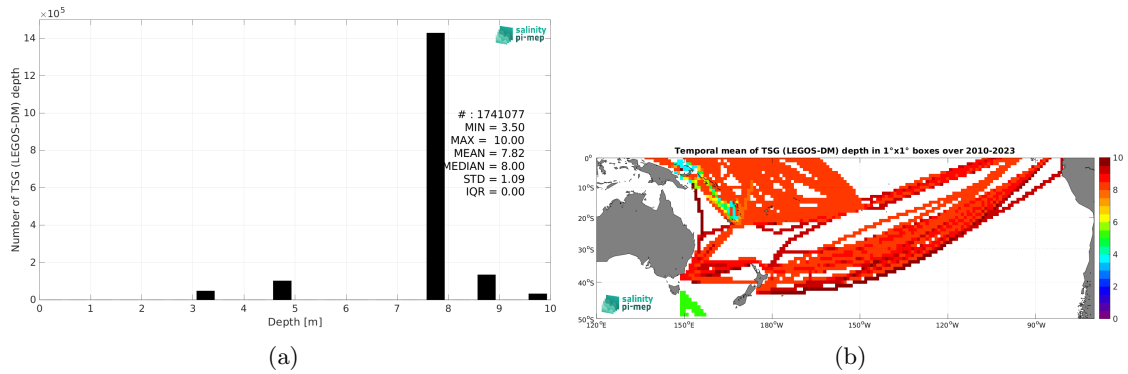 ×10⁵
14
12
10
8
6
4
2
0
Number of TSG (LEGOS-DM) depth
salinity
pi-mep
# : 1741077
MIN = 3.50
MAX = 10.00
MEAN = 7.82
MEDIAN = 8.00
STD = 1.09
IQR = 0.00
0 1 2 3 4 5 6 7 8 9 10
Depth [m]
(a)
Temporal mean of TSG (LEGOS-DM) depth in 1°x1° boxes over 2010-2023
0°
10°S
20°S
30°S
40°S
50°S
120°E 150°E 180°W 150°W 120°W 90°W
salinity
pi-mep
10
8
6
4
2
0
(b)